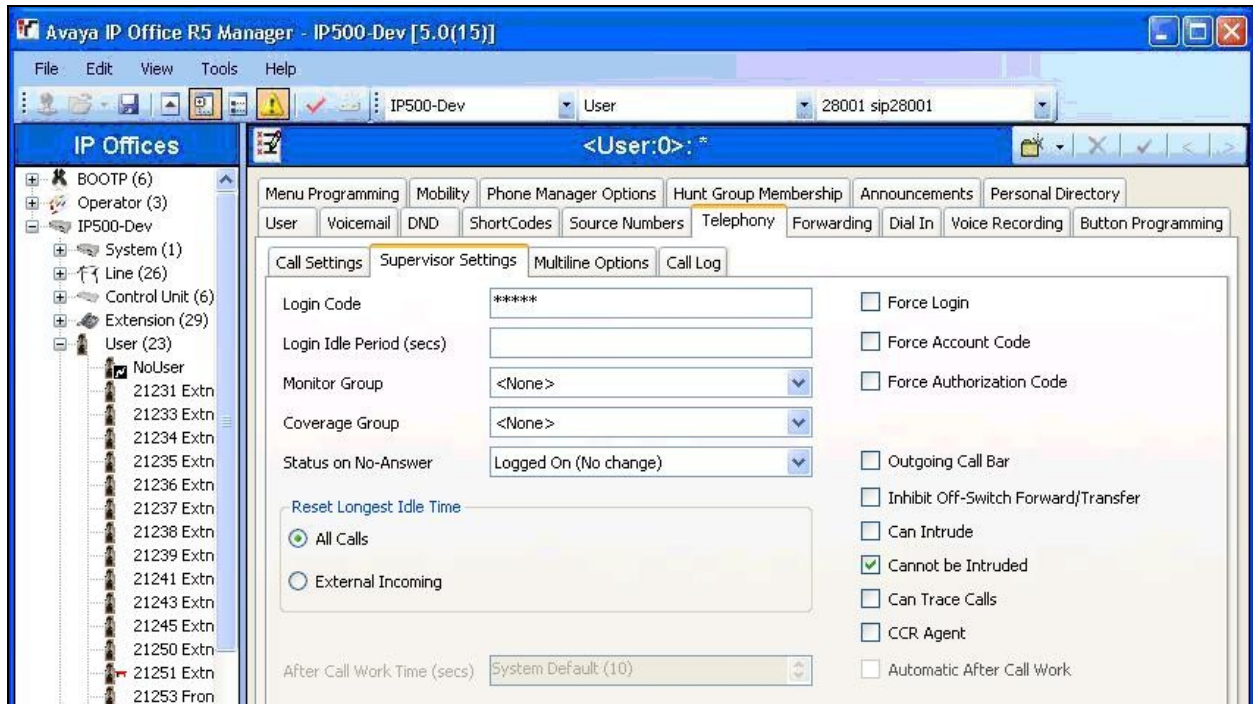 Avaya IP Office R5 Manager - IP500-Dev [5.0(15)]
File Edit View Tools Help
IP500-Dev User 28001 sip28001
IP Offices
BOOTP (6)
Operator (3)
IP500-Dev
System (1)
Line (26)
Control Unit (6)
Extension (29)
User (23)
NoUser
21231 Extn
21233 Extn
21234 Extn
21235 Extn
21236 Extn
21237 Extn
21238 Extn
21239 Extn
21241 Extn
21243 Extn
21245 Extn
21250 Extn
21251 Extn
21253 Fron
<User:0>: *
Menu Programming Mobility Phone Manager Options Hunt Group Membership Announcements Personal Directory
User Voicemail DND ShortCodes Source Numbers Telephony Forwarding Dial In Voice Recording Button Programming
Call Settings Supervisor Settings Multiline Options Call Log
Login Code *****
Login Idle Period (secs)
Monitor Group <None>
Coverage Group <None>
Status on No-Answer Logged On (No change)
Reset Longest Idle Time
All Calls
External Incoming
After Call Work Time (secs) System Default (10)
Force Login
Force Account Code
Force Authorization Code
Outgoing Call Bar
Inhibit Off-Switch Forward/Transfer
Can Intrude
Cannot be Intruded
Can Trace Calls
CCR Agent
Automatic After Call Work